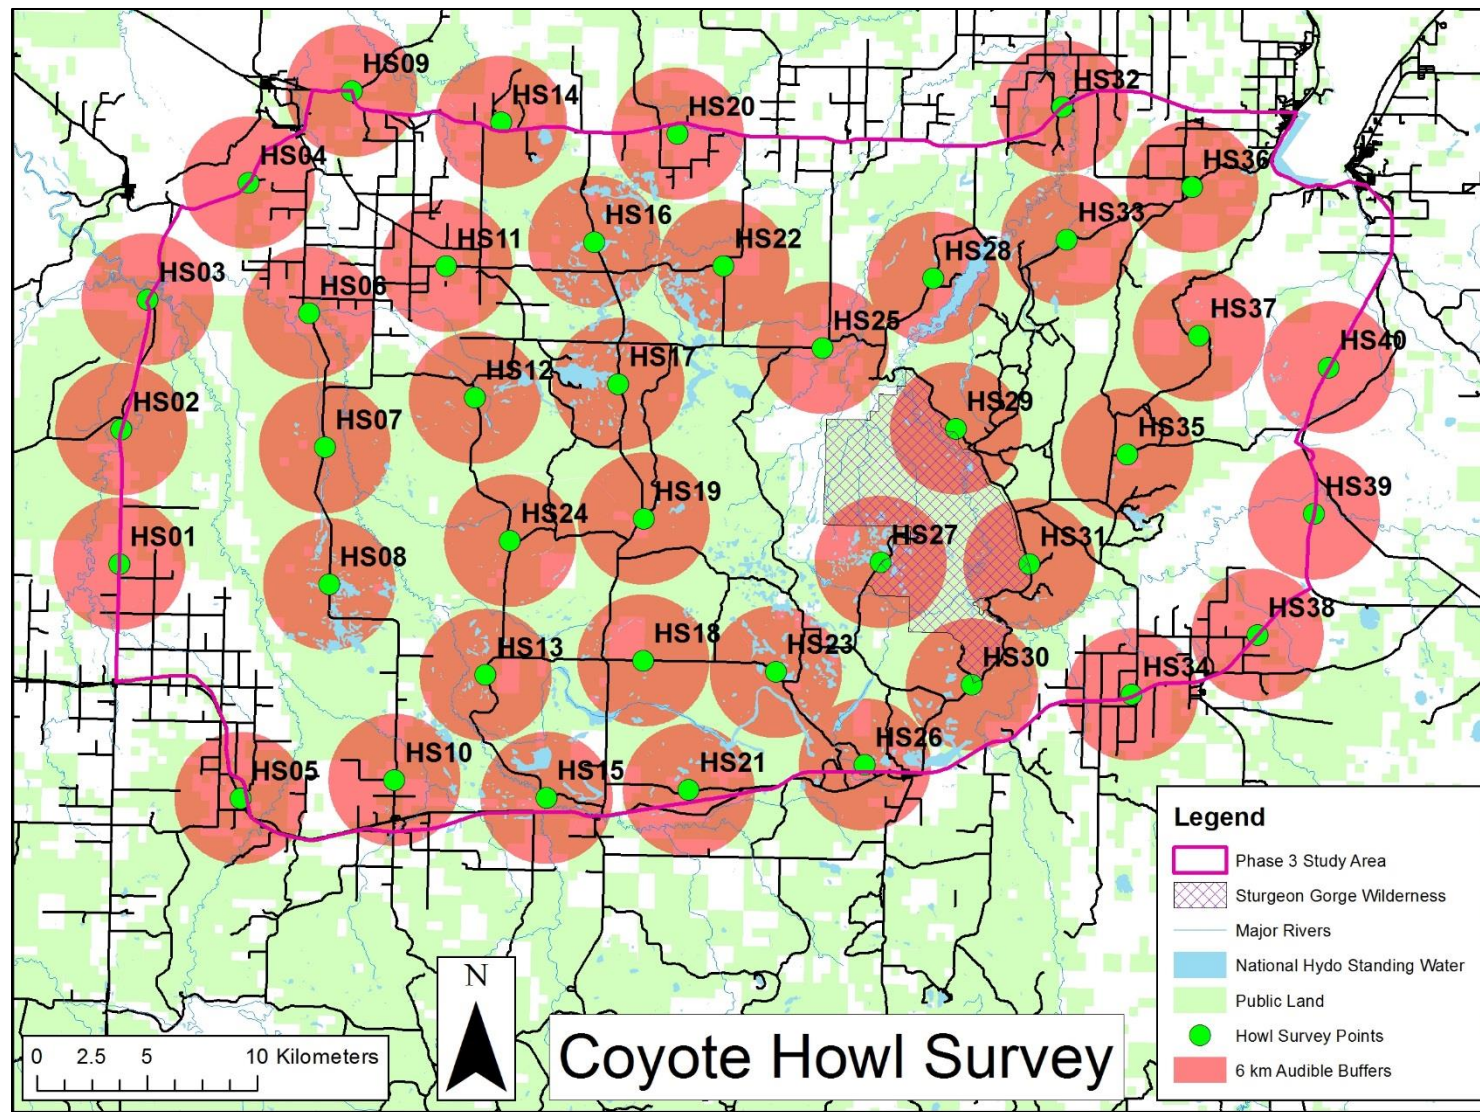 HS09
HS14
HS32
HS20
HS04
HS36
HS16
HS33
HS11
HS22
HS28
HS03
HS06
HS37
HS25
HS40
HS17
HS12
HS02
HS29
HS07
HS35
HS39
HS19
HS24
HS01
HS27
HS31
HS08
HS38
HS18
HS23
HS13
HS30
HS34
HS26
HS21
HS10
HS05
HS15
Legend
Phase 3 Study Area
Sturgeon Gorge Wilderness
Major Rivers
National Hydo Standing Water
Public Land
Howl Survey Points
6 km Audible Buffers
N
0 2.5 5 10 Kilometers
Coyote Howl Survey